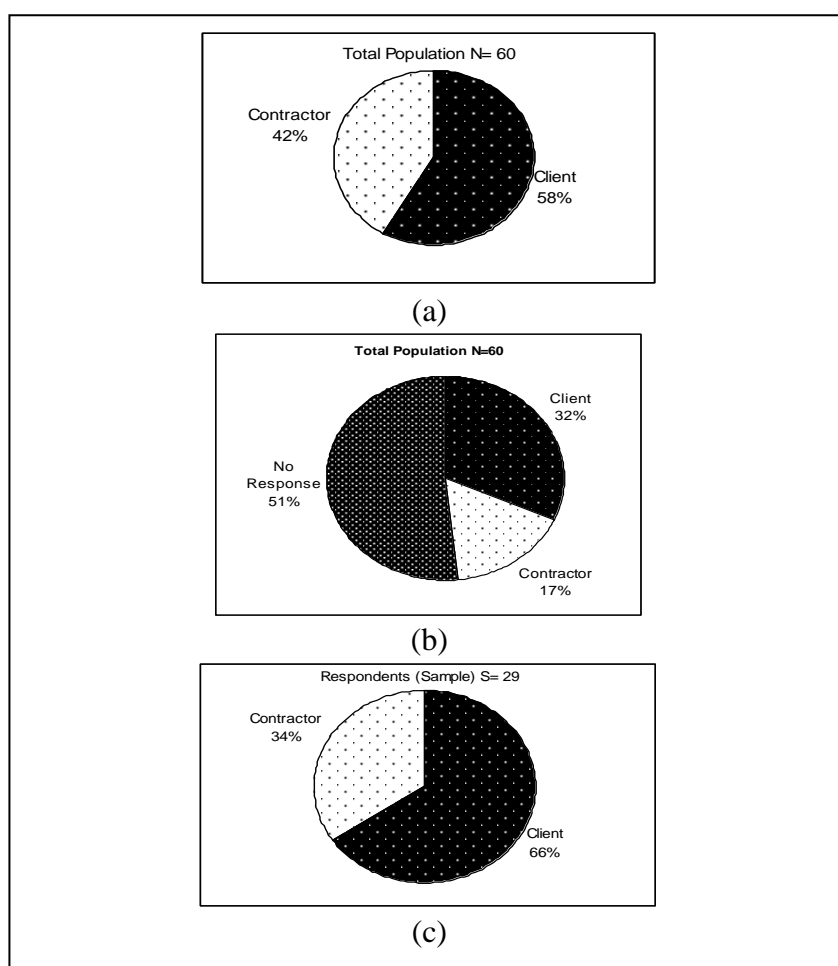 Total Population N= 60
Contractor
42%
Client
58%
(a)
Total Population N=60
Client
32%
No
Response
51%
Contractor
17%
(b)
Respondents (Sample) S= 29
Contractor
34%
Client
66%
(c)